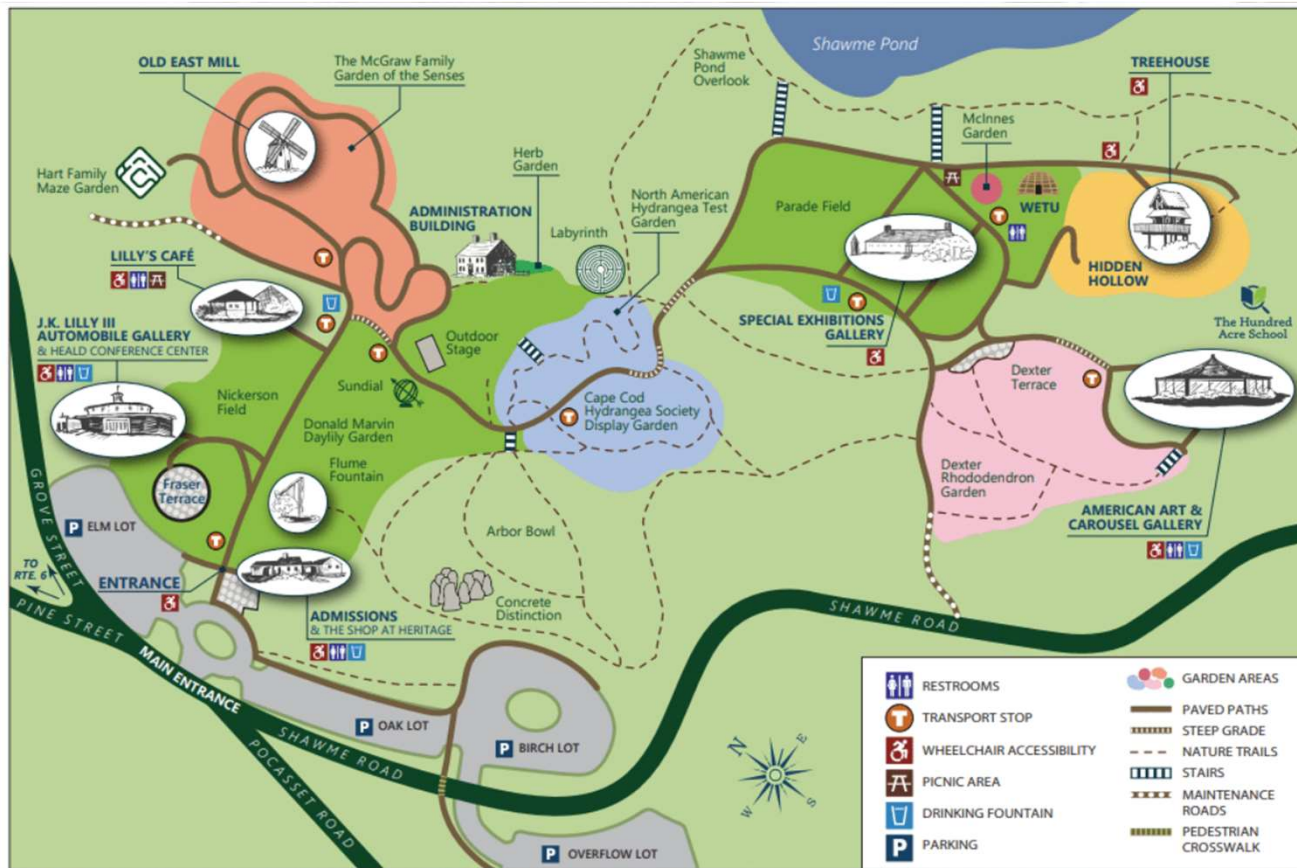 Shawme Pond
OLD EAST MILL
The McGraw Family
Garden of the Senses
Shawme
Pond
Overlook
TREEHOUSE
McInnes
Garden
Hart Family
Maze Garden
Herb
Garden
North American
Hydrangea Test
Garden
ADMINISTRATION
BUILDING
Labyrinth
Parade Field
WETU
LILLY'S CAFÉ
HIDDEN
HOLLOW
J.K. LILLY III
AUTOMOBILE GALLERY
& HEALD CONFERENCE CENTER
SPECIAL EXHIBITIONS
GALLERY
The Hundred
Acre School
Outdoor
Stage
Nickerson
Field
Sundial
Dexter
Terrace
Cape Cod
Hydrangea Society
Display Garden
Donald Marvin
Daylily Garden
Flume
Fountain
Fraser
Terrace
Dexter
Rhododendron
Garden
GROVE STREET
P ELM LOT
Arbor Bowl
AMERICAN ART &
CAROUSEL GALLERY
TO
RTE. 6
ENTRANCE
PINE STREET
Concrete
Distinction
ADMISSIONS
& THE SHOP AT HERITAGE
SHAWME ROAD
MAIN ENTRANCE
P OAK LOT
P BIRCH LOT
SHAWME ROAD
POCASSET ROAD
P OVERFLOW LOT
N
E
S
W
RESTROOMS
T TRANSPORT STOP
WHEELCHAIR ACCESSIBILITY
PICNIC AREA
DRINKING FOUNTAIN
P PARKING
GARDEN AREAS
PAVED PATHS
STEEP GRADE
NATURE TRAILS
STAIRS
MAINTENANCE
ROADS
PEDESTRIAN
CROSSWALK
T
T
T
T
T
T
T
T